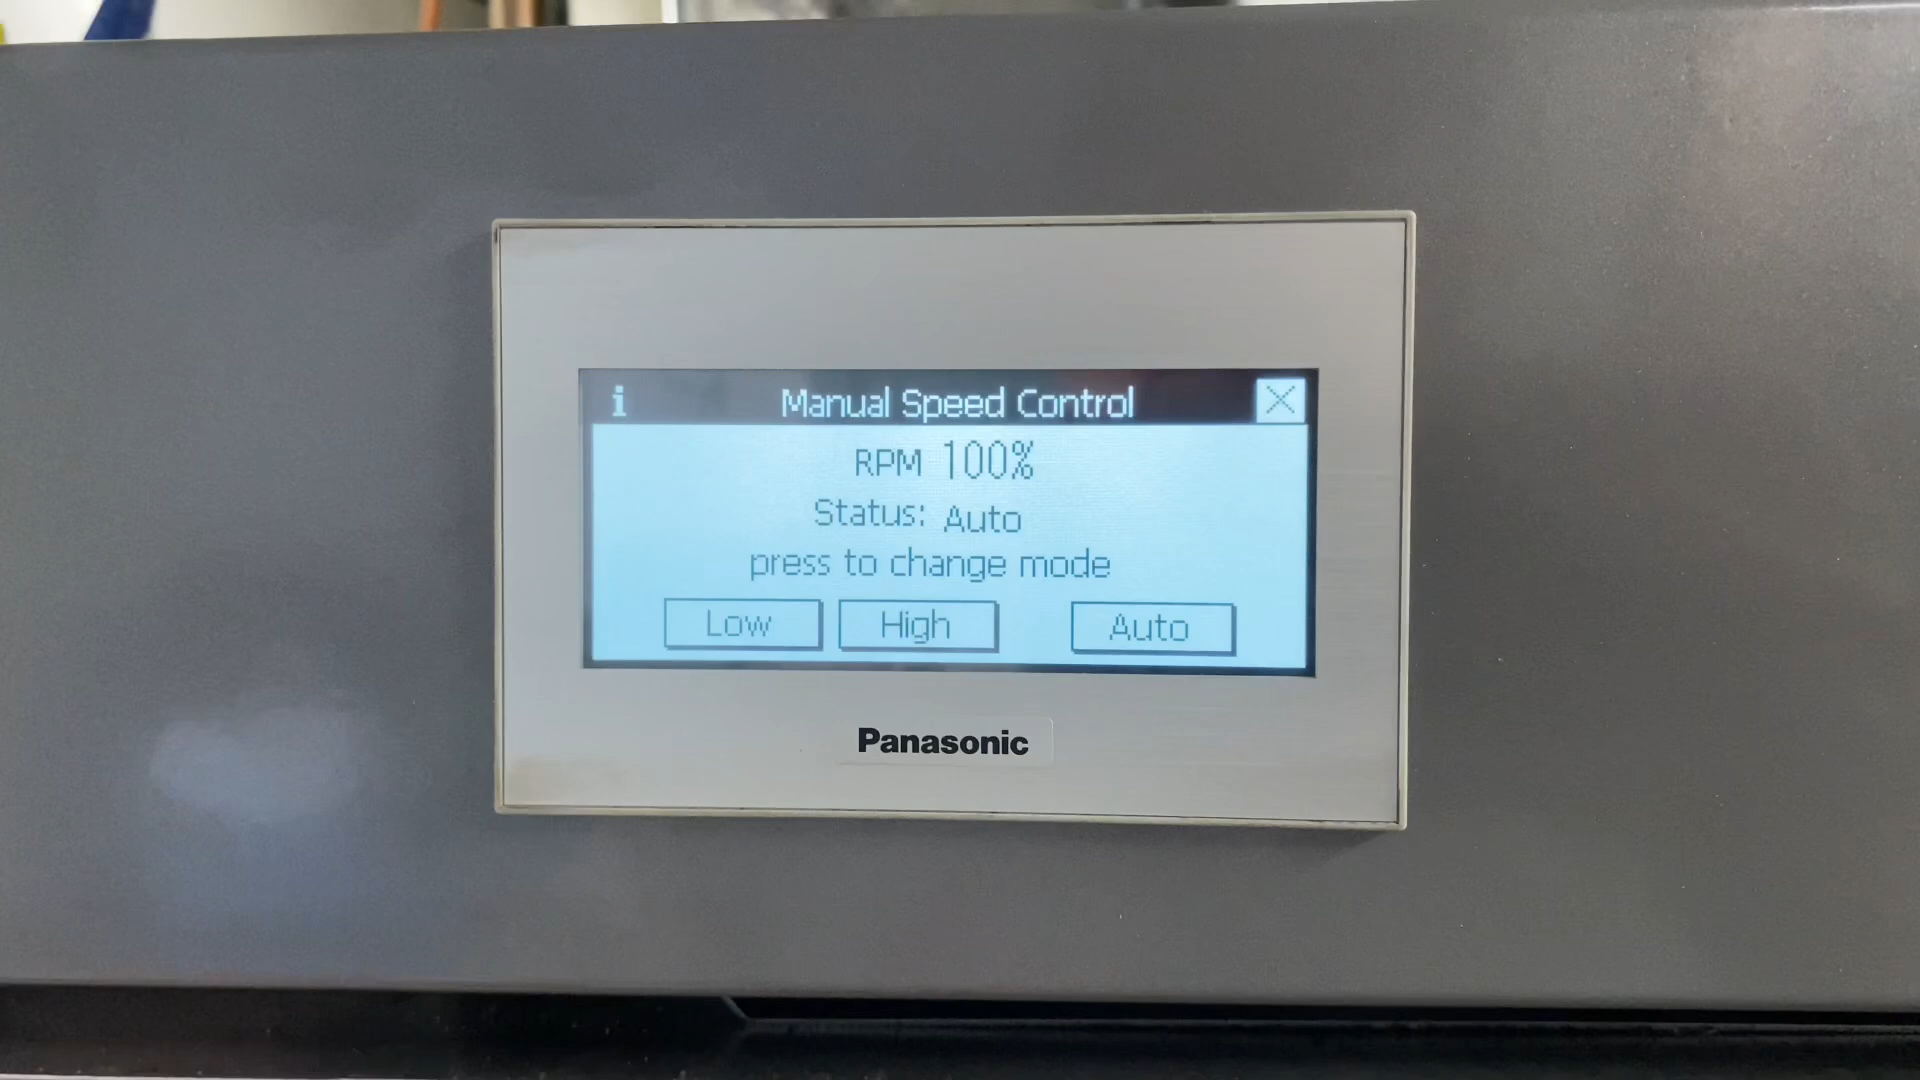 i Manual Speed Control X
RPM 100%
Status: Auto
press to change mode
Low High Auto
Panasonic